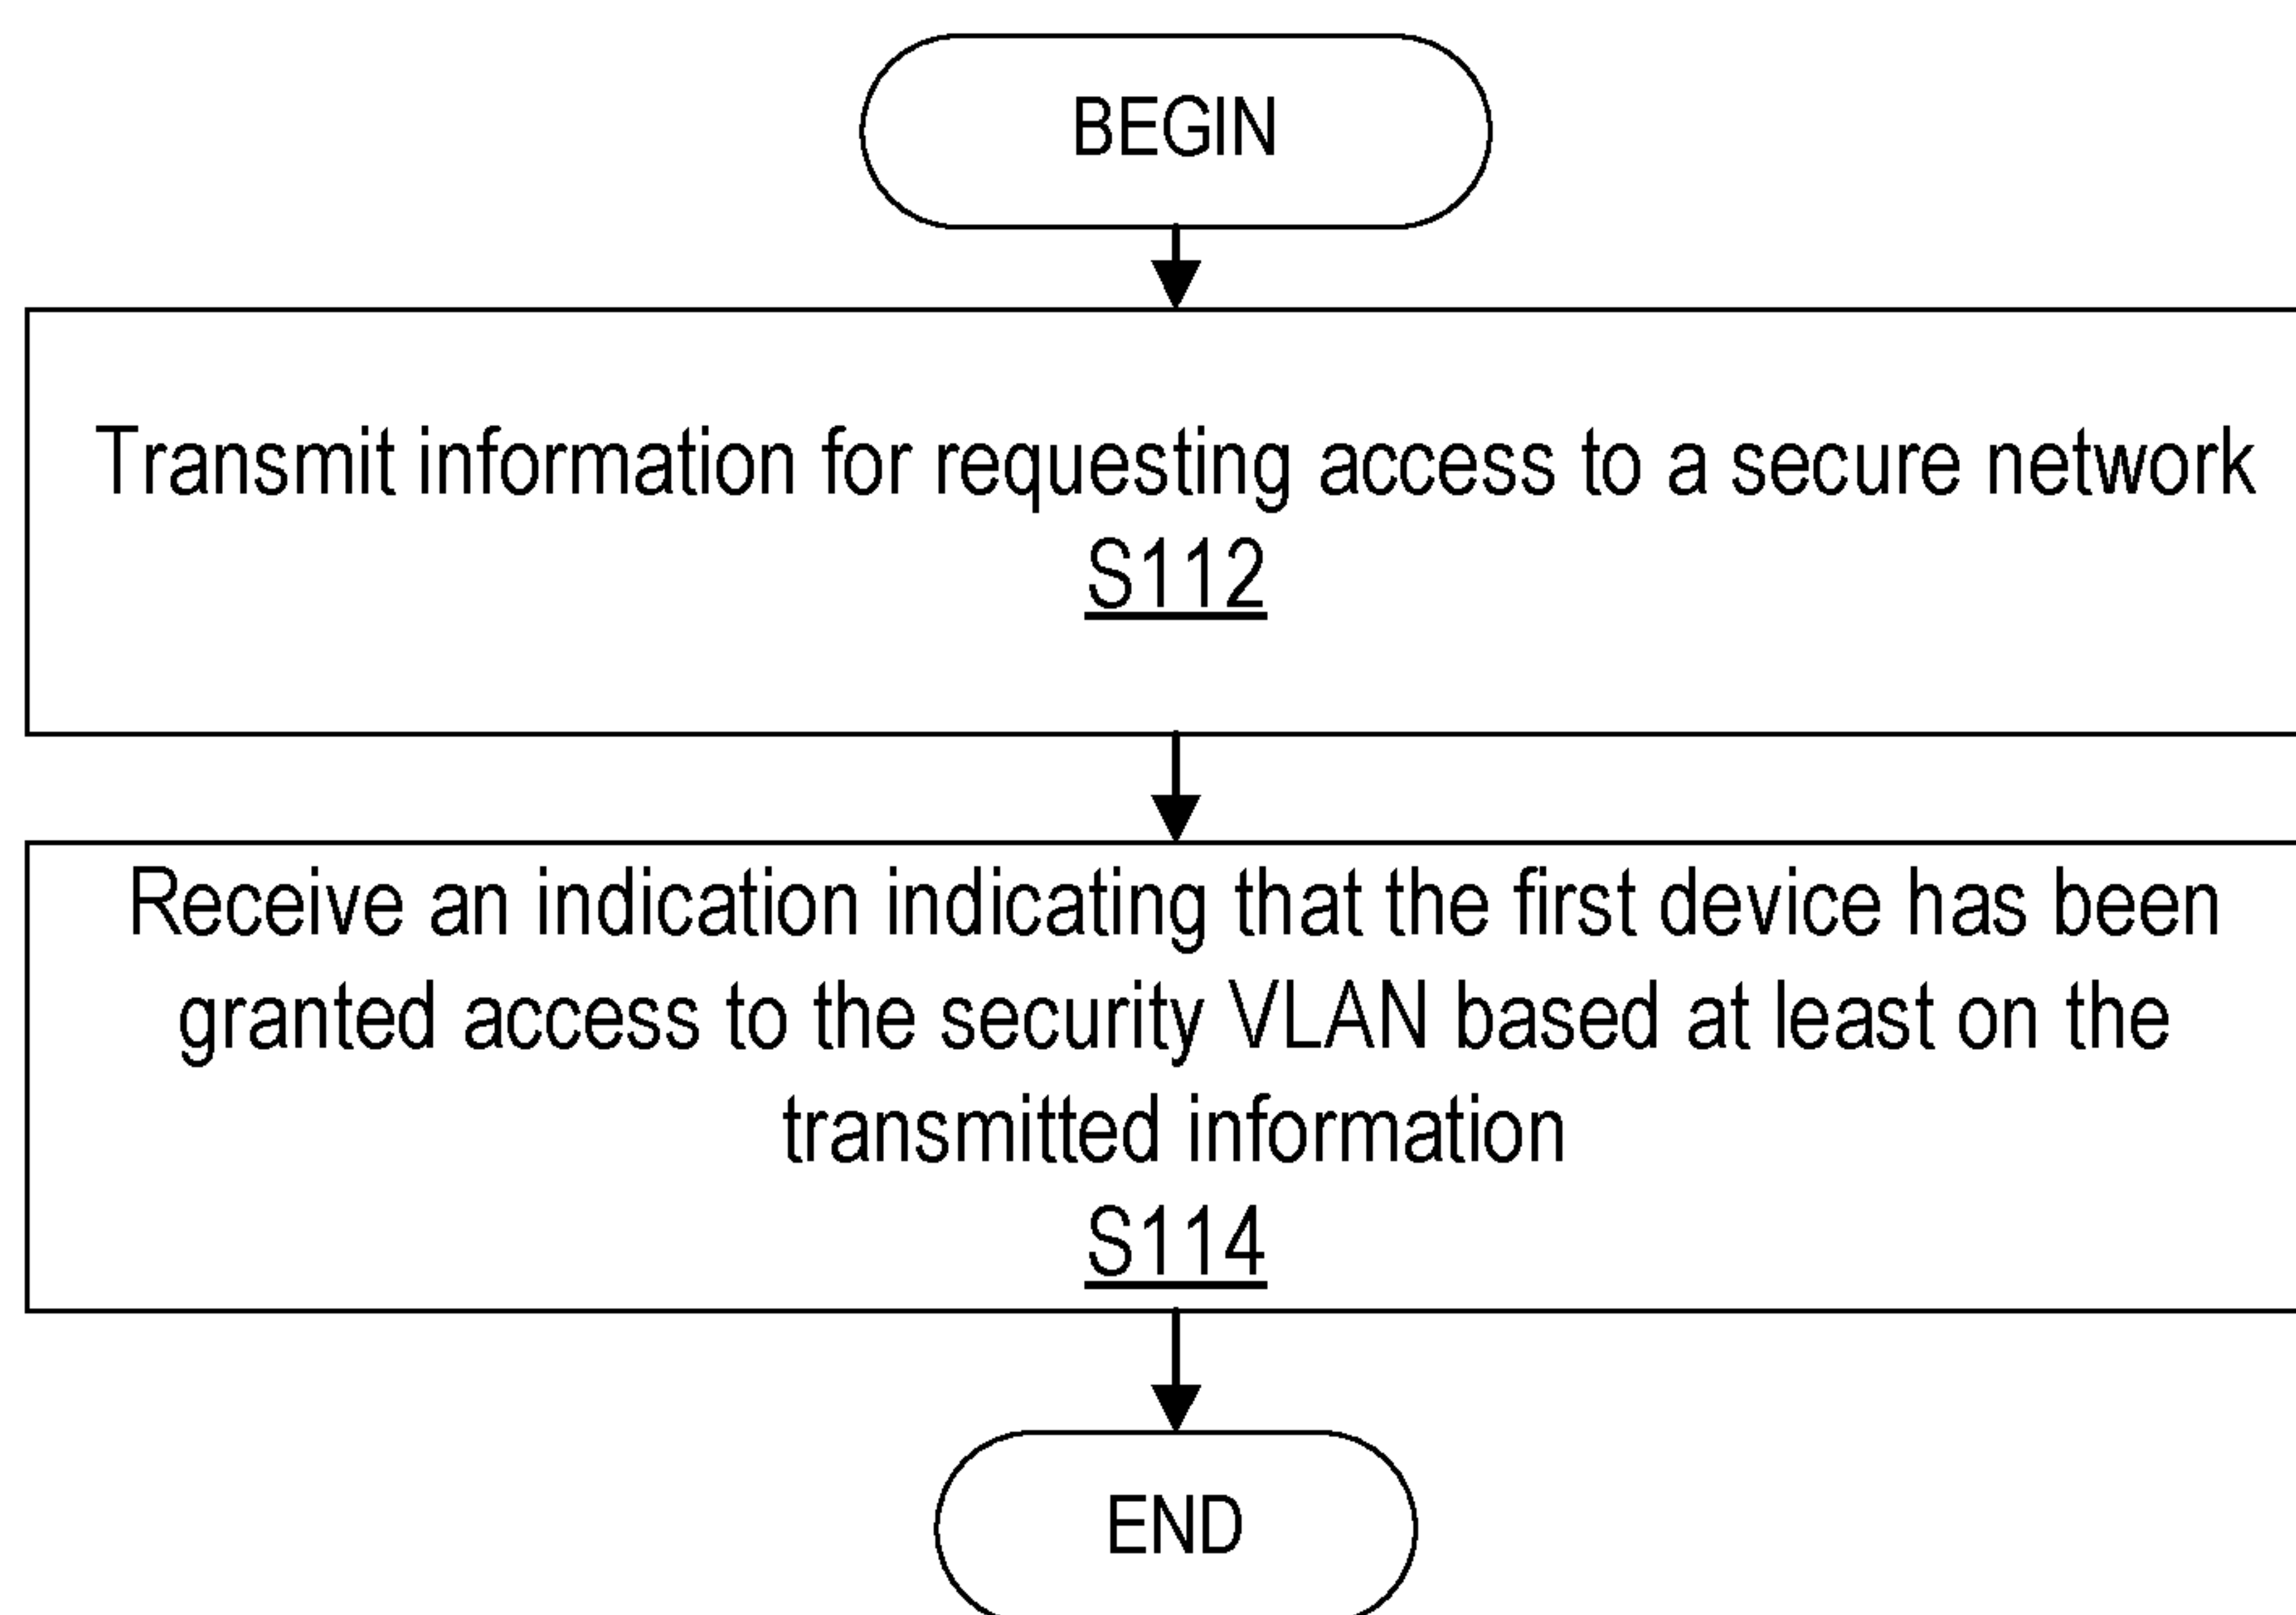 BEGIN
Transmit information for requesting access to a secure network
S112
Receive an indication indicating that the first device has been
granted access to the security VLAN based at least on the
transmitted information
S114
END